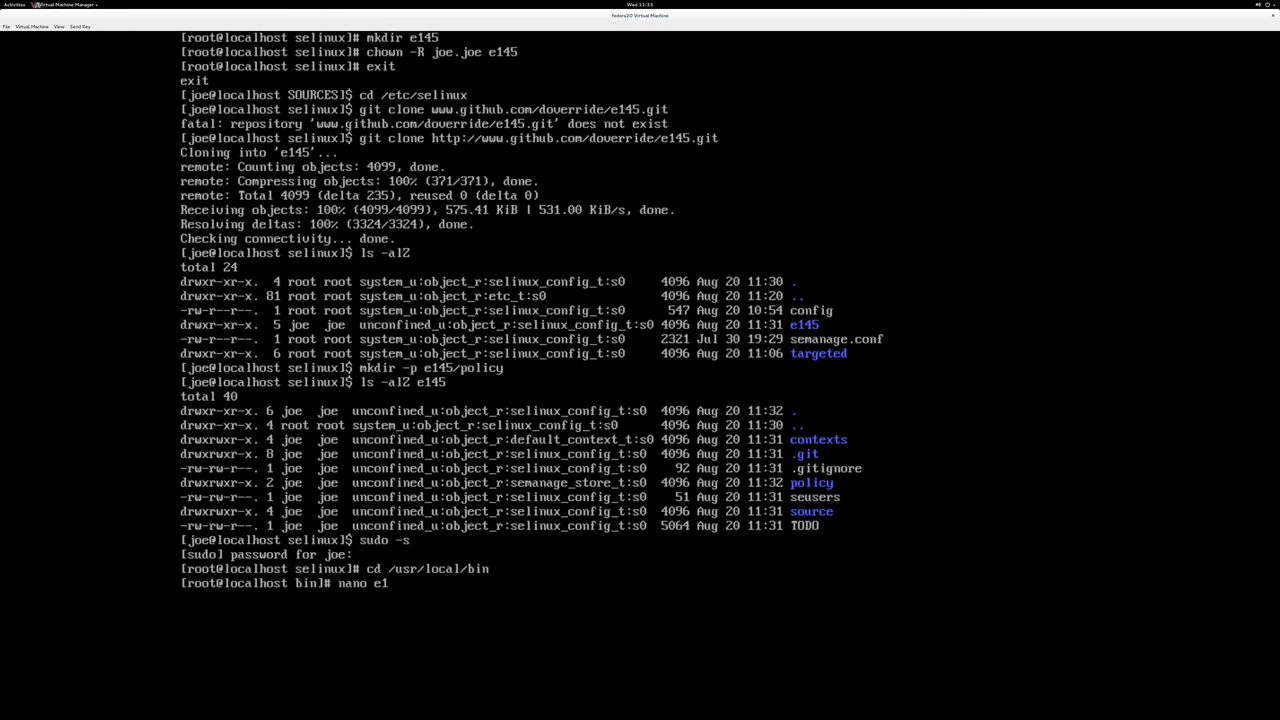 Activities Virtual Machine Manager Wed 11:33
Fedora20 Virtual Machine
File Virtual Machine View Send Key
[root@localhost selinux]# mkdir e145
[root@localhost selinux]# chown -R joe.joe e145
[root@localhost selinux]# exit
exit
[joe@localhost SOURCES]$ cd /etc/selinux
[joe@localhost selinux]$ git clone www.github.com/doverride/e145.git
fatal: repository 'www.github.com/doverride/e145.git' does not exist
[joe@localhost selinux]$ git clone http://www.github.com/doverride/e145.git
Cloning into 'e145'...
remote: Counting objects: 4099, done.
remote: Compressing objects: 100% (371/371), done.
remote: Total 4099 (delta 235), reused 0 (delta 0)
Receiving objects: 100% (4099/4099), 575.41 KiB | 531.00 KiB/s, done.
Resolving deltas: 100% (3324/3324), done.
Checking connectivity... done.
[joe@localhost selinux]$ ls -alZ
total 24
drwxr-xr-x. 4 root root system_u:object_r:selinux_config_t:s0 4096 Aug 20 11:30 .
drwxr-xr-x. 81 root root system_u:object_r:etc_t:s0 4096 Aug 20 11:20 ..
-rw-r--r--. 1 root root system_u:object_r:selinux_config_t:s0 547 Aug 20 10:54 config
drwxr-xr-x. 5 joe joe unconfined_u:object_r:selinux_config_t:s0 4096 Aug 20 11:31 e145
-rw-r--r--. 1 root root system_u:object_r:selinux_config_t:s0 2321 Jul 30 19:29 semanage.conf
drwxr-xr-x. 6 root root system_u:object_r:selinux_config_t:s0 4096 Aug 20 11:06 targeted
[joe@localhost selinux]$ mkdir -p e145/policy
[joe@localhost selinux]$ ls -alZ e145
total 40
drwxr-xr-x. 6 joe joe unconfined_u:object_r:selinux_config_t:s0 4096 Aug 20 11:32 .
drwxr-xr-x. 4 root root system_u:object_r:selinux_config_t:s0 4096 Aug 20 11:30 ..
drwxrwxr-x. 4 joe joe unconfined_u:object_r:default_context_t:s0 4096 Aug 20 11:31 contexts
drwxrwxr-x. 8 joe joe unconfined_u:object_r:selinux_config_t:s0 4096 Aug 20 11:31 .git
-rw-rw-r--. 1 joe joe unconfined_u:object_r:selinux_config_t:s0 92 Aug 20 11:31 .gitignore
drwxrwxr-x. 2 joe joe unconfined_u:object_r:semanage_store_t:s0 4096 Aug 20 11:32 policy
-rw-rw-r--. 1 joe joe unconfined_u:object_r:selinux_config_t:s0 51 Aug 20 11:31 seusers
drwxrwxr-x. 4 joe joe unconfined_u:object_r:selinux_config_t:s0 4096 Aug 20 11:31 source
-rw-rw-r--. 1 joe joe unconfined_u:object_r:selinux_config_t:s0 5064 Aug 20 11:31 TODO
[joe@localhost selinux]$ sudo -s
[sudo] password for joe:
[root@localhost selinux]# cd /usr/local/bin
[root@localhost bin]# nano e1